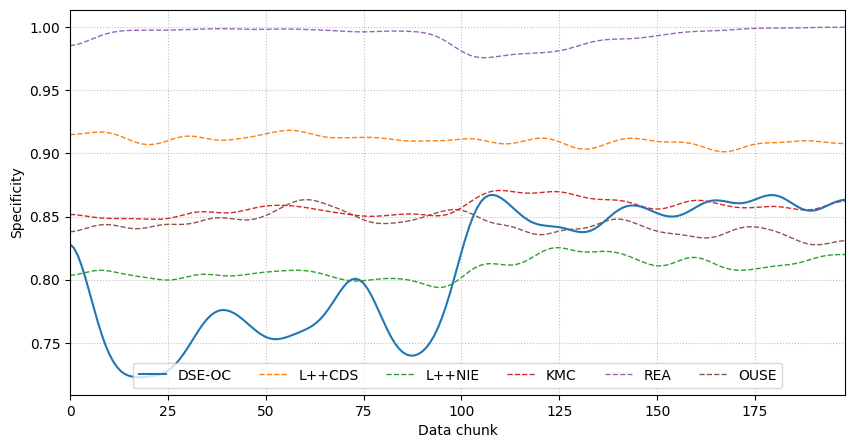 1.00
0.95
0.90
0.85
0.80
0.75
Specificity
DSE-OC L++CDS L++NIE KMC REA OUSE
0 25 50 75 100 125 150 175
Data chunk